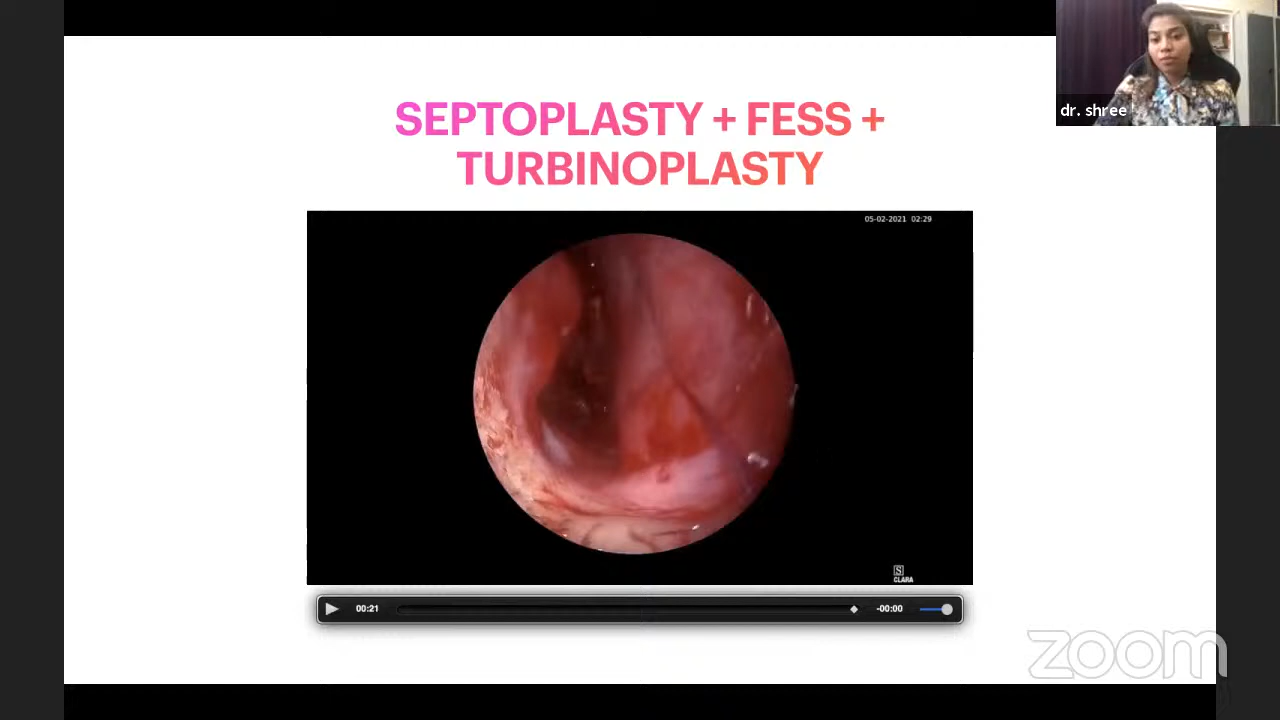 dr. shree
SEPTOPLASTY + FESS +
TURBINOPLASTY
05-02-2021 02:29
S
CLARA
00:21
-00:00
zoom